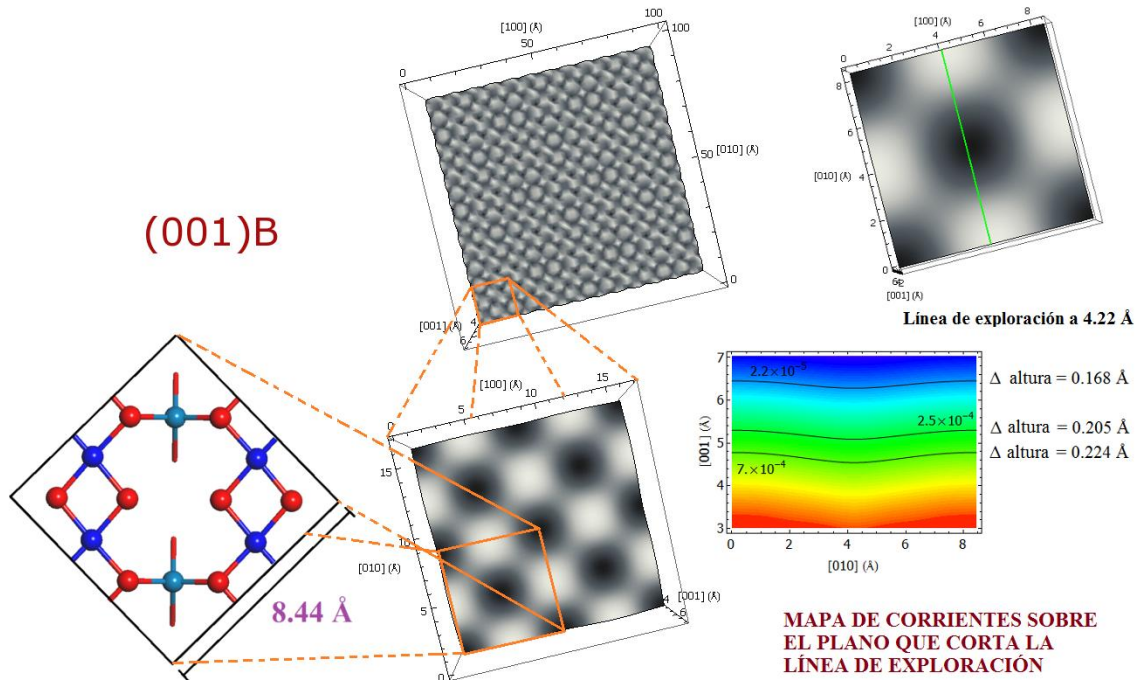 (001)B
[100] (Å)
0
50
100
[010] (Å)
100
50
0
[001] (Å)
4
6
[100] (Å)
0
2
4
6
8
[010] (Å)
8
6
4
2
0
[001] (Å)
Línea de exploración a 4.22 Å
8.44 Å
[100] (Å)
0
5
10
15
[010] (Å)
15
10
5
0
[001] (Å)
4
6
[001] (Å)
7
6
5
4
3
2.5×10⁻⁴
7.×10⁻⁴
0
2
4
6
8
[010] (Å)
Δ altura = 0.168 Å
Δ altura = 0.205 Å
Δ altura = 0.224 Å
MAPA DE CORRIENTES SOBRE
EL PLANO QUE CORTA LA
LÍNEA DE EXPLORACIÓN